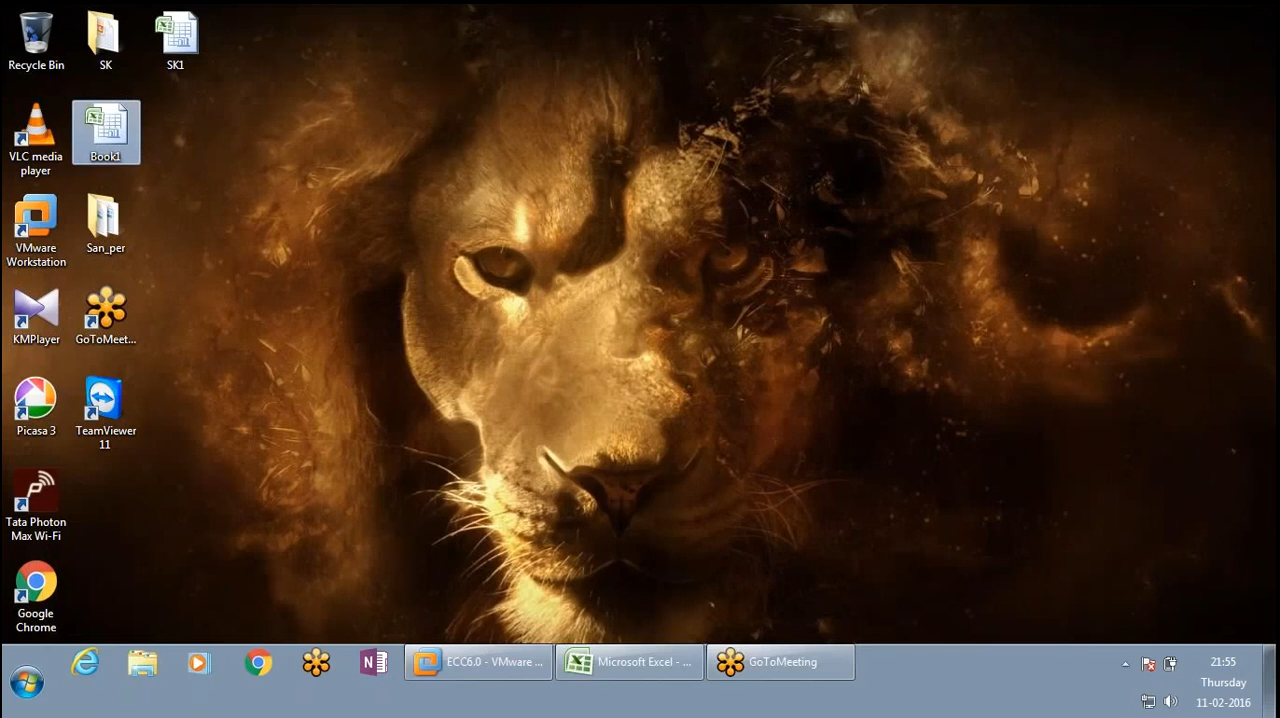 Recycle Bin
SK
SK1
VLC media
player
Book1
VMware
Workstation
San_per
KMPlayer
GoToMeet...
Picasa 3
TeamViewer
11
Tata Photon
Max Wi-Fi
Google
Chrome
N
ECC6.0 - VMware ...
Microsoft Excel - ...
GoToMeeting
21:55
Thursday
11-02-2016